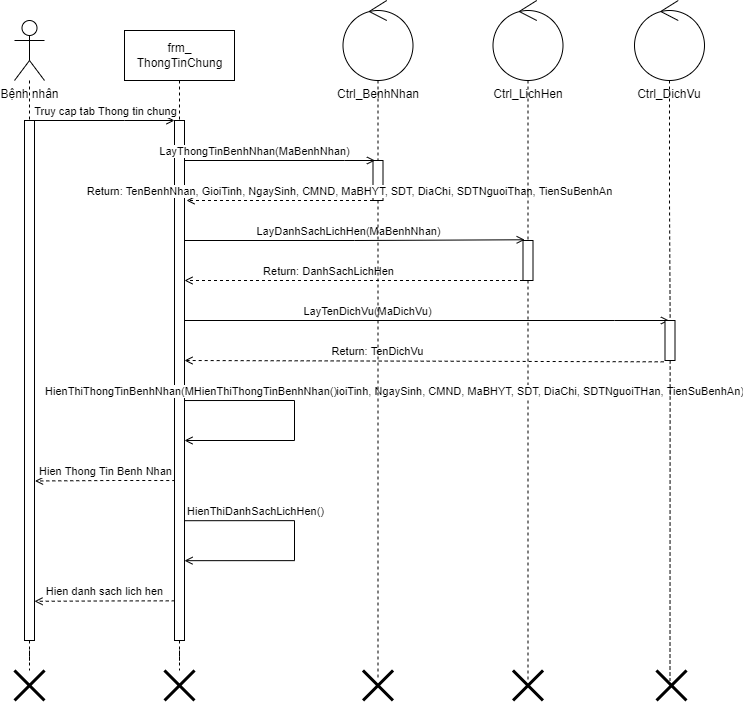 frm_
ThongTinChung
Bệnh nhân
Ctrl_BenhNhan
Ctrl_LichHen
Ctrl_DichVu
Truy cap tab Thong tin chung
LayThongTinBenhNhan(MaBenhNhan)
Return: TenBenhNhan, GioiTinh, NgaySinh, CMND, MaBHYT, SDT, DiaChi, SDTNguoiThan, TienSuBenhAn
LayDanhSachLichHen(MaBenhNhan)
Return: DanhSachLichHen
LayTenDichVu(MaDichVu)
Return: TenDichVu
HienThiThongTinBenhNhan(M
HienThiThongTinBenhNhan()
ioiTinh, NgaySinh, CMND, MaBHYT, SDT, DiaChi, SDTNguoiTHan, TienSuBenhAn)
Hien Thong Tin Benh Nhan
HienThiDanhSachLichHen()
Hien danh sach lich hen